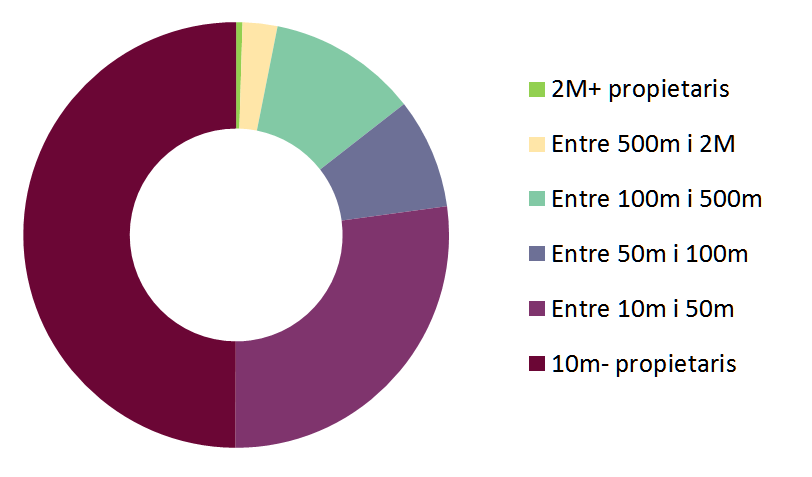 2M+ propietaris
Entre 500m i 2M
Entre 100m i 500m
Entre 50m i 100m
Entre 10m i 50m
10m- propietaris